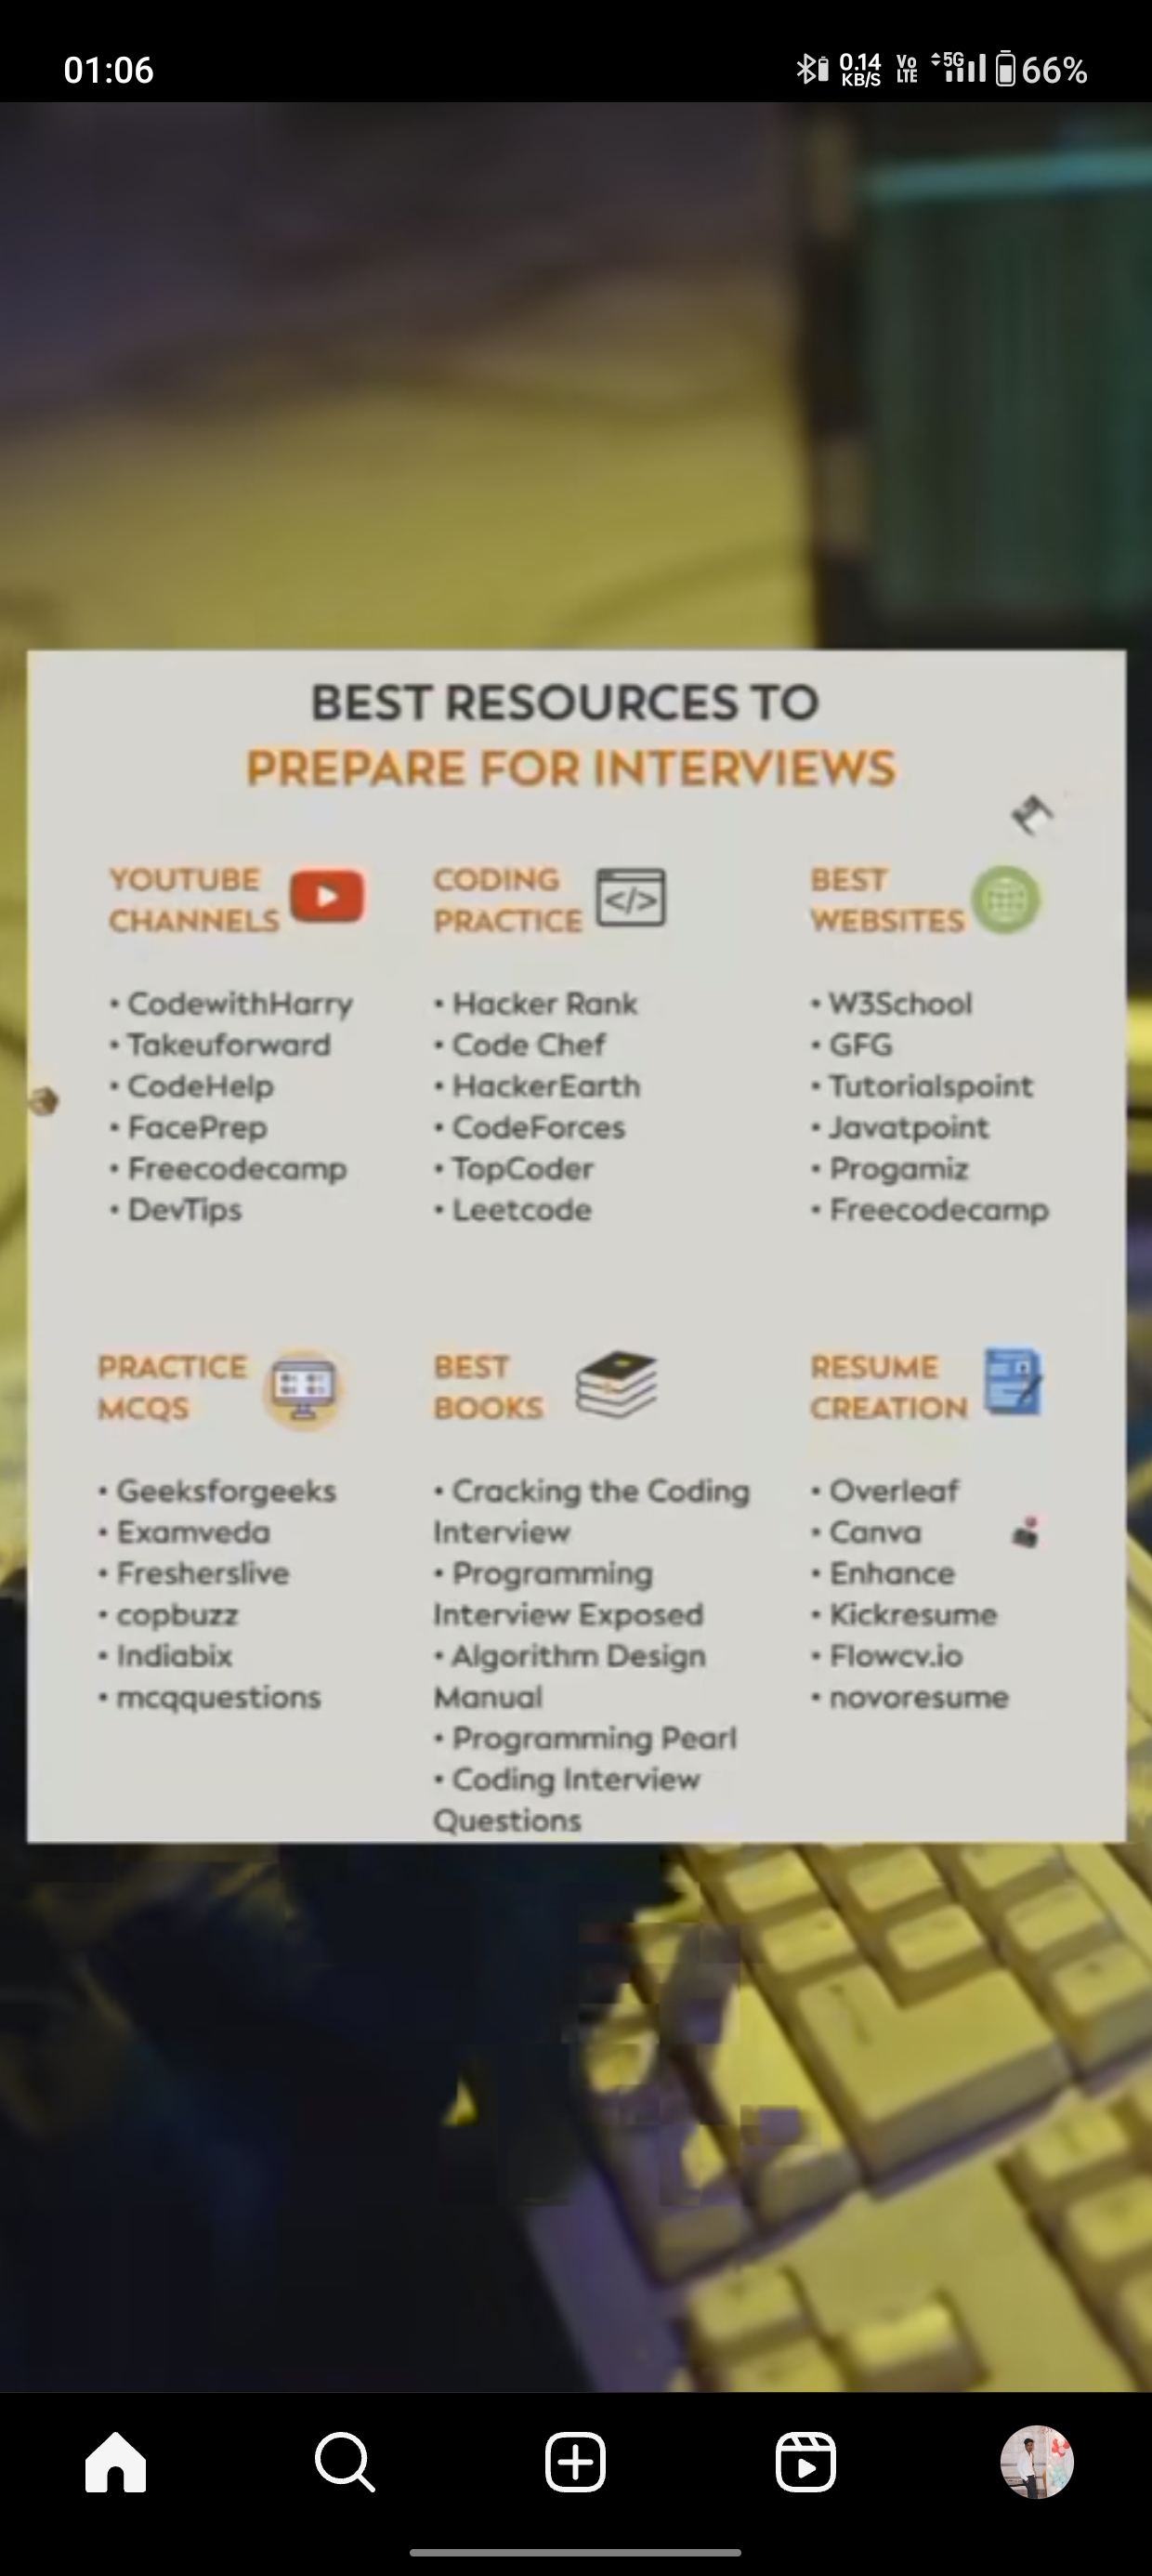 01:06
0.14
KB/S
Vo
LTE
5G
66%
BEST RESOURCES TO
PREPARE FOR INTERVIEWS
YOUTUBE
CHANNELS
• CodewithHarry
• Takeuforward
• CodeHelp
• FacePrep
• Freecodecamp
• DevTips
CODING
PRACTICE
</>
• Hacker Rank
• Code Chef
• HackerEarth
• CodeForces
• TopCoder
• Leetcode
BEST
WEBSITES
• W3School
• GFG
• Tutorialspoint
• Javatpoint
• Progamiz
• Freecodecamp
PRACTICE
MCQS
• Geeksforgeeks
• Examveda
• Fresherslive
• copbuzz
• Indiabix
• mcqquestions
BEST
BOOKS
• Cracking the Coding
Interview
• Programming
Interview Exposed
• Algorithm Design
Manual
• Programming Pearl
• Coding Interview
Questions
RESUME
CREATION
• Overleaf
• Canva
• Enhance
• Kickresume
• Flowcv.io
• novoresume